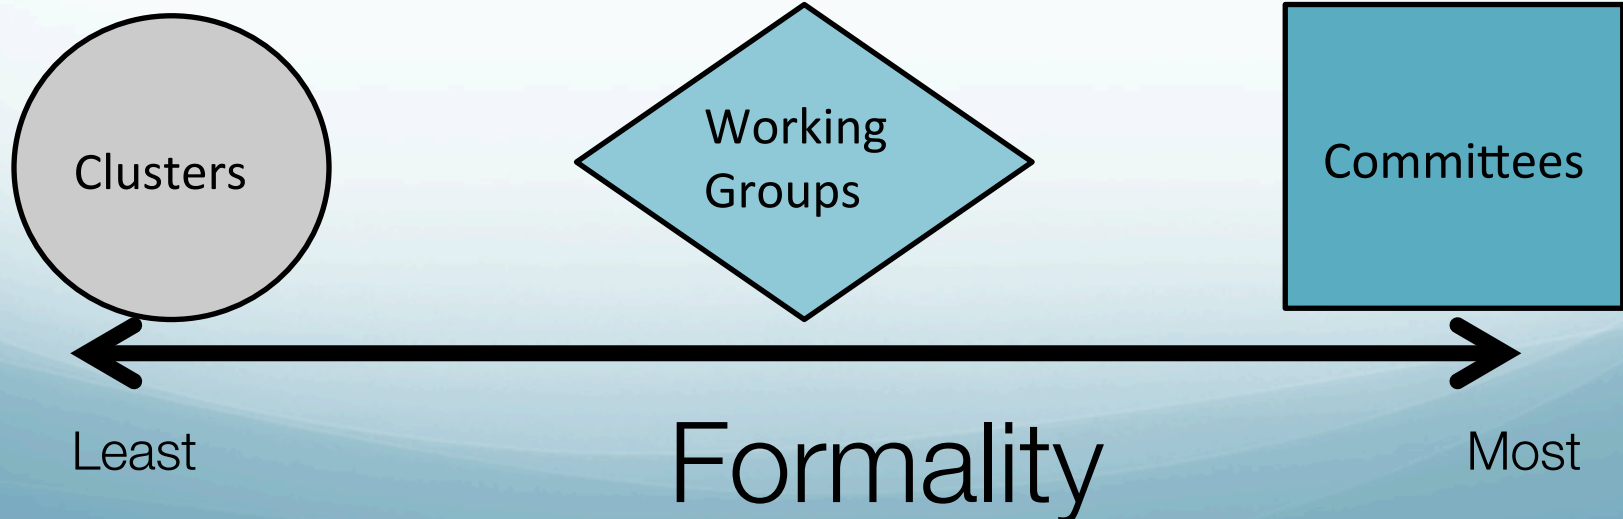 Clusters
Working
Groups
Committees
Least
Formality
Most